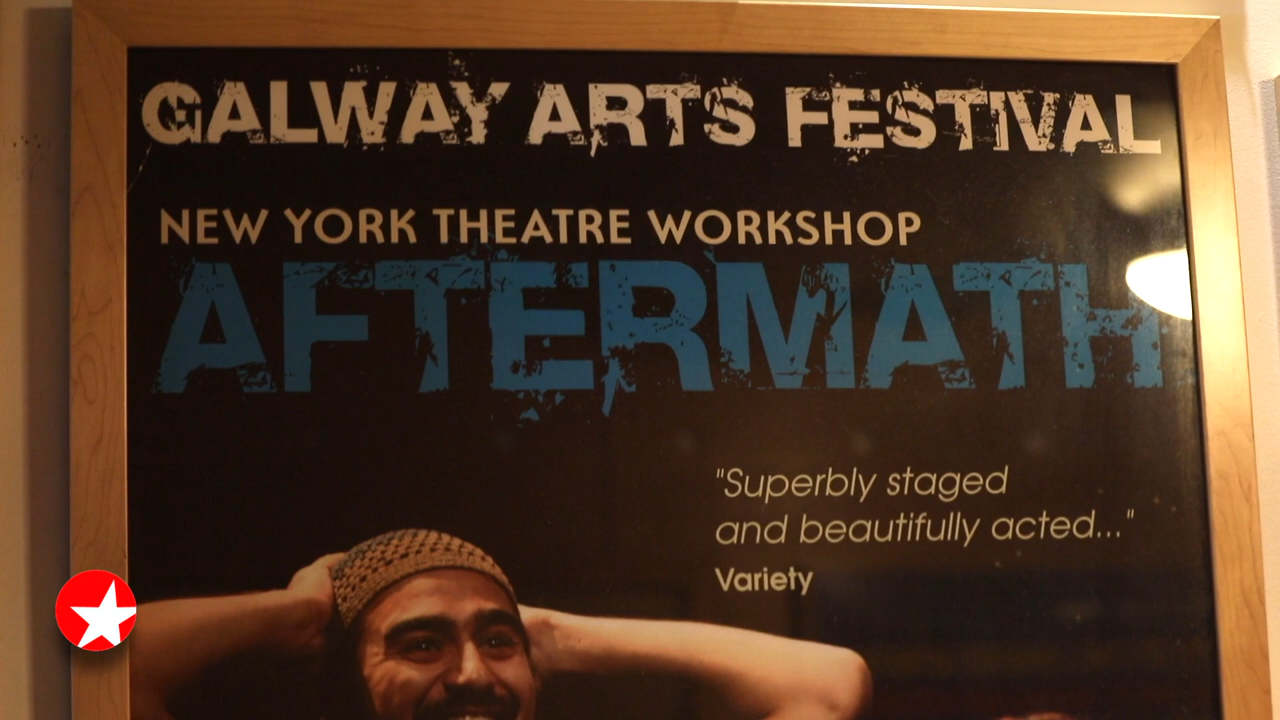 GALWAY ARTS FESTIVAL
NEW YORK THEATRE WORKSHOP
AFTERMATH
"Superbly staged
and beautifully acted..."
Variety